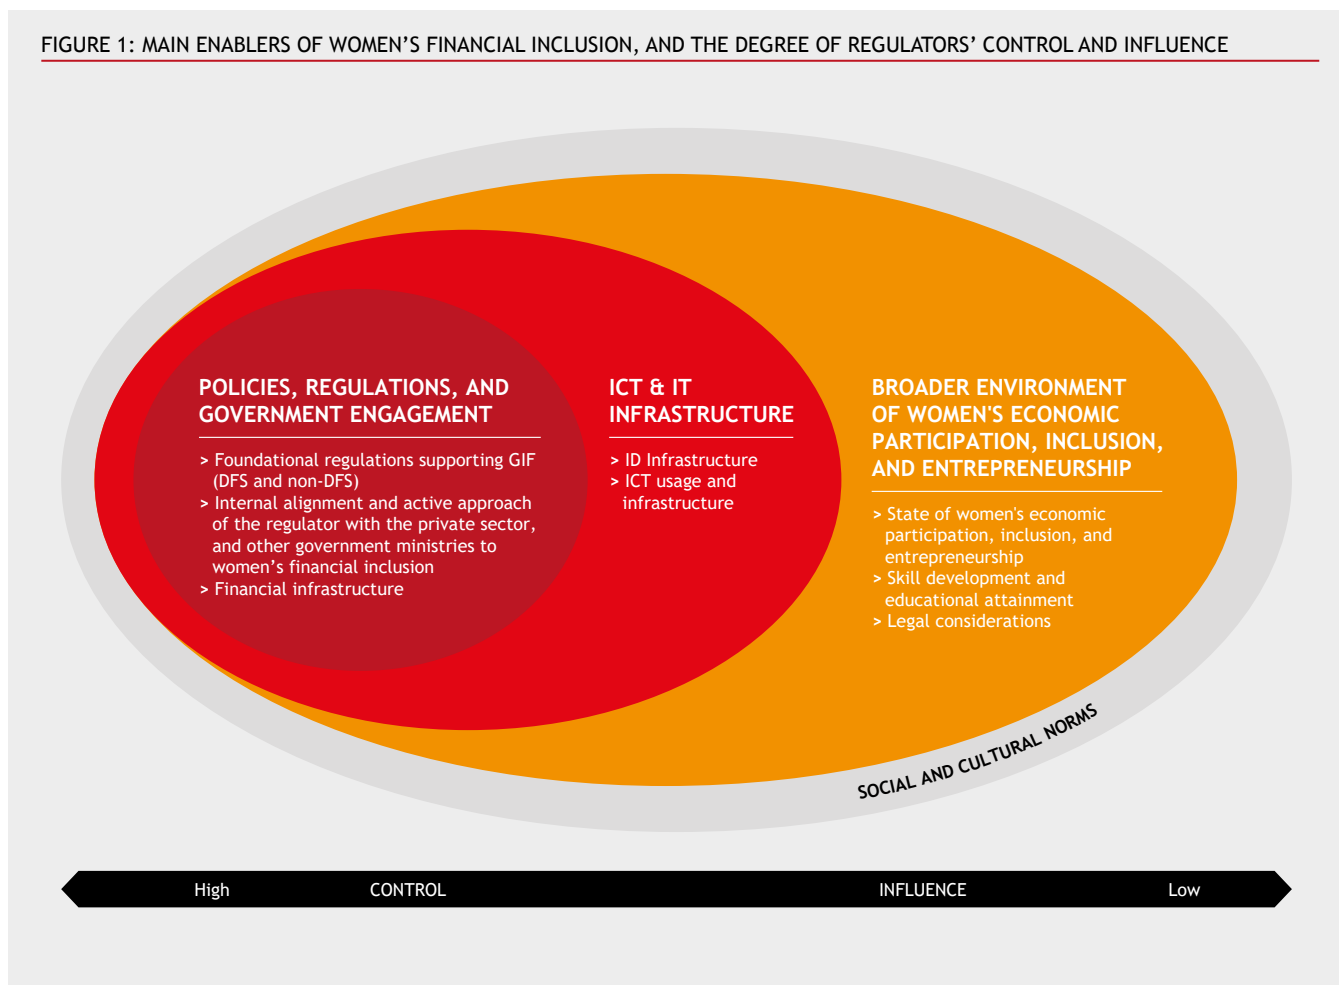 FIGURE 1: MAIN ENABLERS OF WOMEN’S FINANCIAL INCLUSION, AND THE DEGREE OF REGULATORS’ CONTROL AND INFLUENCE
POLICIES, REGULATIONS, AND
GOVERNMENT ENGAGEMENT
> Foundational regulations supporting GIF
(DFS and non-DFS)
> Internal alignment and active approach
of the regulator with the private sector,
and other government ministries to
women’s financial inclusion
> Financial infrastructure
ICT & IT
INFRASTRUCTURE
> ID Infrastructure
> ICT usage and
infrastructure
BROADER ENVIRONMENT
OF WOMEN'S ECONOMIC
PARTICIPATION, INCLUSION,
AND ENTREPRENEURSHIP
> State of women's economic
participation, inclusion, and
entrepreneurship
> Skill development and
educational attainment
> Legal considerations
SOCIAL AND CULTURAL NORMS
High CONTROL INFLUENCE Low